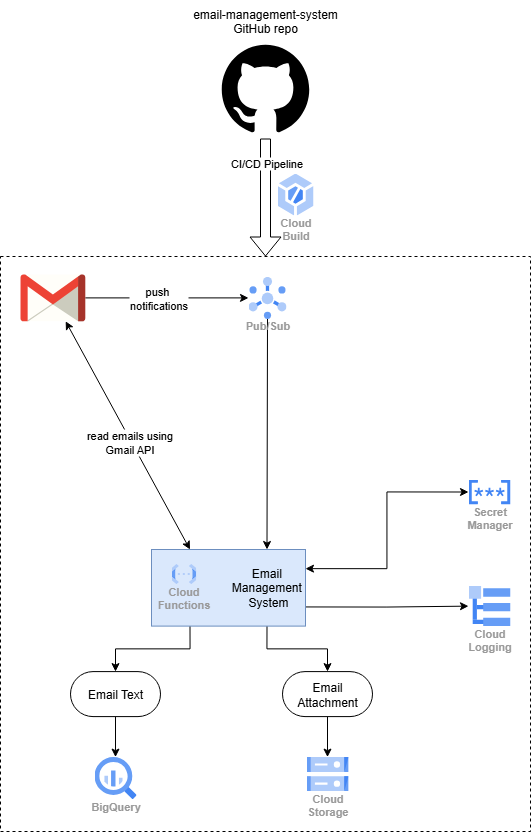 email-management-system
GitHub repo
CI/CD Pipeline
Cloud
Build
push
notifications
Pub/Sub
read emails using
Gmail API
[***]
Secret
Manager
Cloud
Functions
Email
Management
System
Cloud
Logging
Email Text
Email
Attachment
BigQuery
Cloud
Storage